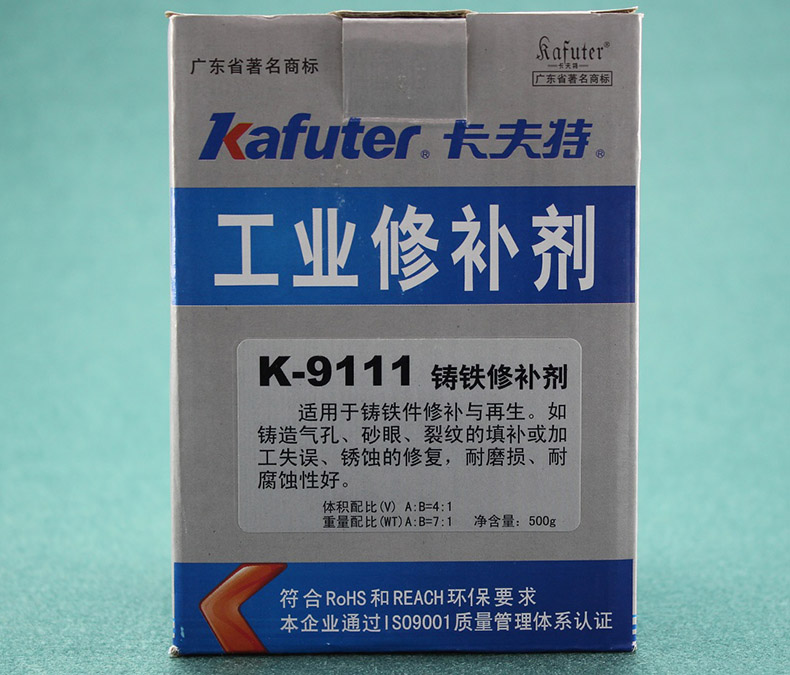 广东省著名商标
Kafuter®
卡夫特
广东省著名商标
Kafuter® 卡夫特®
工业修补剂
K-9111 铸铁修补剂
适用于铸铁件修补与再生。如
铸造气孔、砂眼、裂纹的填补或加
工失误、锈蚀的修复，耐磨损、耐
腐蚀性好。
体积配比(V) A:B=4:1
重量配比(WT)A:B=7:1 净含量：500g
符合RoHS和REACH环保要求
本企业通过ISO9001质量管理体系认证